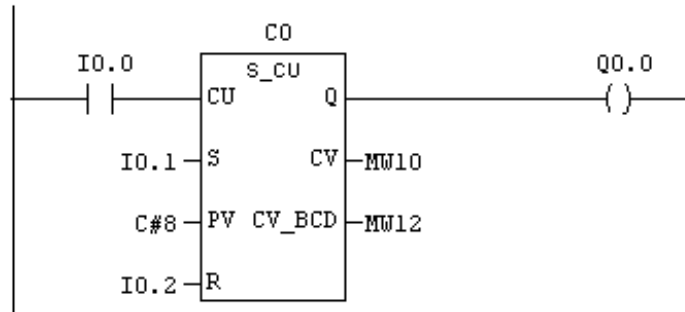 C0
I0.0 S_CU Q0.0
CU Q
I0.1 S CV MW10
C#8 PV CV_BCD MW12
I0.2 R